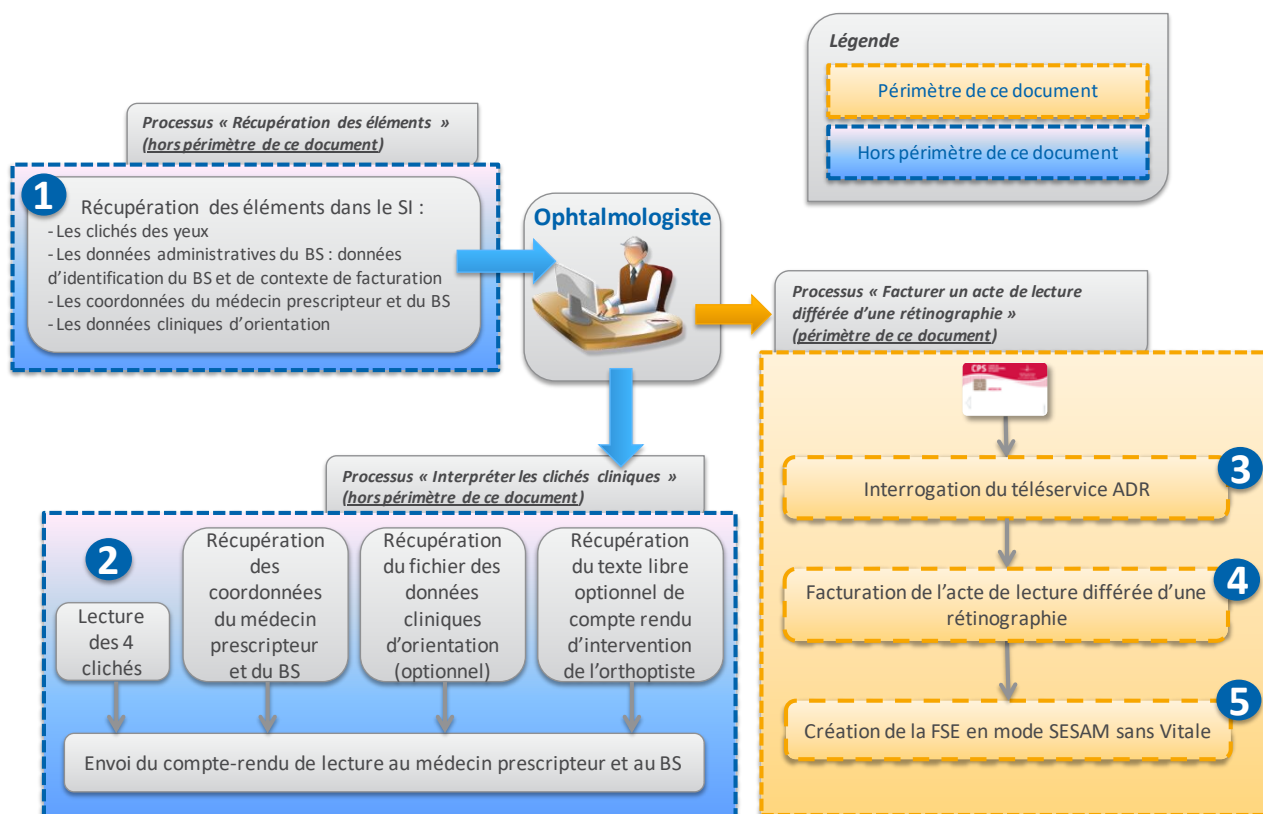 Légende
Périmètre de ce document
Hors périmètre de ce document
Processus « Récupération des éléments »
(hors périmètre de ce document)
1
Récupération des éléments dans le SI :
- Les clichés des yeux
- Les données administratives du BS : données
d’identification du BS et de contexte de facturation
- Les coordonnées du médecin prescripteur et du BS
- Les données cliniques d’orientation
Ophtalmologiste
Processus « Facturer un acte de lecture
différée d’une rétinographie »
(périmètre de ce document)
CPS
3
Interrogation du téléservice ADR
4
Facturation de l’acte de lecture différée d’une
rétinographie
5
Création de la FSE en mode SESAM sans Vitale
Processus « Interpréter les clichés cliniques »
(hors périmètre de ce document)
2
Lecture
des 4
clichés
Récupération
des
coordonnées
du médecin
prescripteur
et du BS
Récupération
du fichier des
données
cliniques
d’orientation
(optionnel)
Récupération
du texte libre
optionnel de
compte rendu
d’intervention
de l’orthoptiste
Envoi du compte-rendu de lecture au médecin prescripteur et au BS